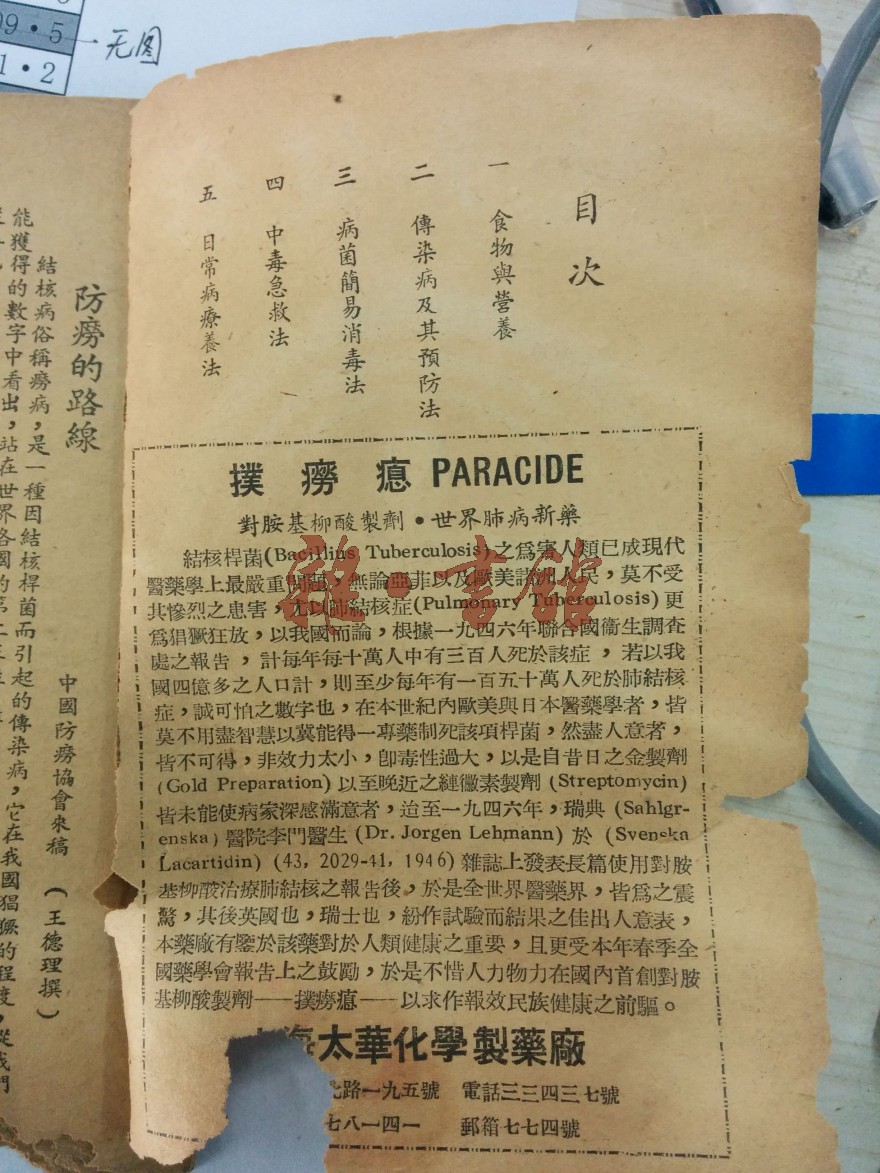 9・5
无图
1・2
目次
一 食物與營養
二 傳染病及其預防法
三 病菌簡易消毒法
四 中毒急救法
五 日常病療養法
撲癆憄 PARACIDE
對胺基柳酸製劑・世界肺病新藥
結核桿菌(Bacillius Tuberculosis)之爲害人類已成現代
醫藥學上最嚴重問題，無論亞非以及歐美諸洲人民，莫不受
其慘烈之患害，尤以肺結核症(Pulmonary Tuberculosis)更
爲猖獗狂放，以我國而論，根據一九四六年聯合國衞生調查
處之報告，計每年每十萬人中有三百人死於該症，若以我
國四億多之人口計，則至少每年有一百五十萬人死於肺結核
症，誠可怕之數字也，在本世紀內歐美與日本醫藥學者，皆
莫不用盡智慧以冀能得一專藥制死該項桿菌，然盡人意者，
皆不可得，非效力太小，卽毒性過大，以是自昔日之金製劑
(Gold Preparation)以至晚近之縺黴素製劑(Streptomycin)
皆未能使病家深感滿意者，迨至一九四六年，瑞典(Sahlgr-
enska)醫院李門醫生(Dr. Jorgen Lehmann)於(Svenska
Lacartidin)(43, 2029-41, 1946)雜誌上發表長篇使用對胺
基柳酸治療肺結核之報告後，於是全世界醫藥界，皆爲之震
驚，其後英國也，瑞士也，紛作試驗而結果之佳出人意表，
本藥廠有鑒於該藥對於人類健康之重要，且更受本年春季全
國藥學會報告上之鼓勵，於是不惜人力物力在國內首創對胺
基柳酸製劑——撲癆憄——以求作報效民族健康之前驅。
海太華化學製藥廠
路一九五號 電話三三四三七號
七八一四一 郵箱七七四號
雜・書館
防癆的路線
中國防癆協會來稿（王德理撰）
結核病俗稱癆病，是一種因結核桿菌而引起的傳染病，它在我國猖獗的程度，從我們
能獲得的數字中看出，站在世界各國的第二